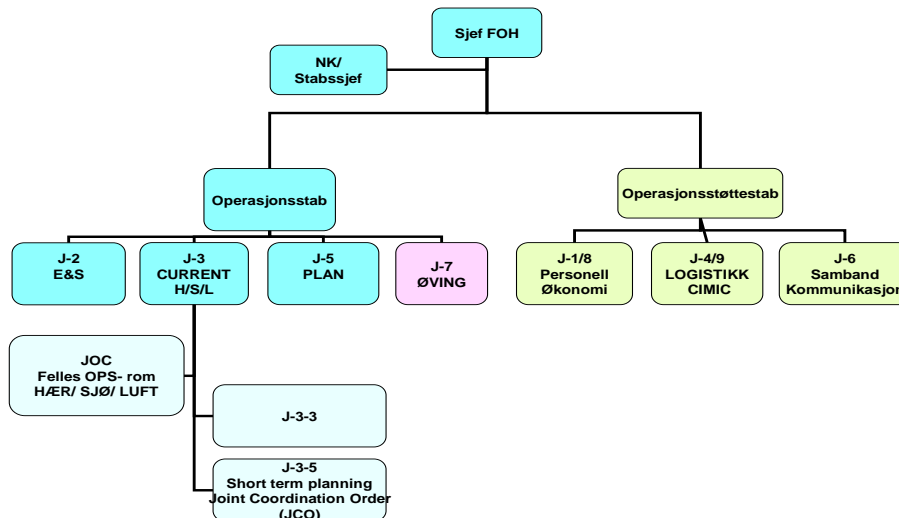 Sjef FOH
NK/
Stabssjef
Operasjonsstab
Operasjonsstøttestab
J-2
E&S
J-3
CURRENT
H/S/L
J-5
PLAN
J-7
ØVING
J-1/8
Personell
Økonomi
J-4/9
LOGISTIKK
CIMIC
J-6
Samband
Kommunikasjon
JOC
Felles OPS- rom
HÆR/ SJØ/ LUFT
J-3-3
J-3-5
Short term planning
Joint Coordination Order
(JCO)